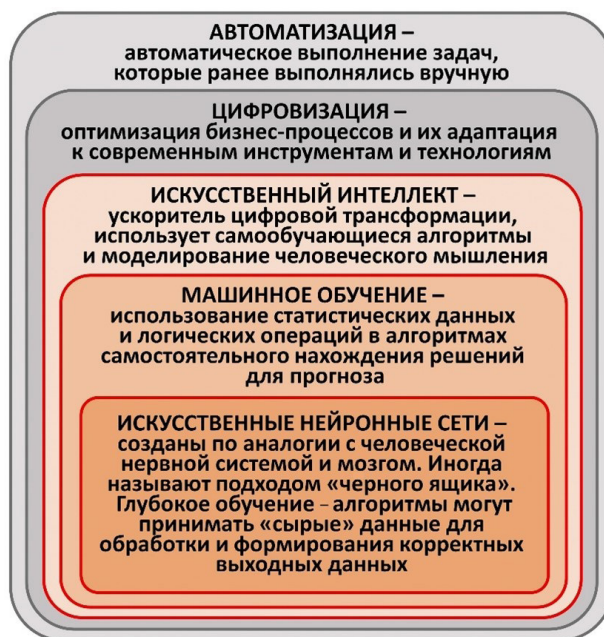 АВТОМАТИЗАЦИЯ –
автоматическое выполнение задач,
которые ранее выполнялись вручную
ЦИФРОВИЗАЦИЯ –
оптимизация бизнес-процессов и их адаптация
к современным инструментам и технологиям
ИСКУССТВЕННЫЙ ИНТЕЛЛЕКТ –
ускоритель цифровой трансформации,
использует самообучающиеся алгоритмы
и моделирование человеческого мышления
МАШИННОЕ ОБУЧЕНИЕ –
использование статистических данных
и логических операций в алгоритмах
самостоятельного нахождения решений
для прогноза
ИСКУССТВЕННЫЕ НЕЙРОННЫЕ СЕТИ –
созданы по аналогии с человеческой
нервной системой и мозгом. Иногда
называют подходом «черного ящика».
Глубокое обучение – алгоритмы могут
принимать «сырые» данные для
обработки и формирования корректных
выходных данных